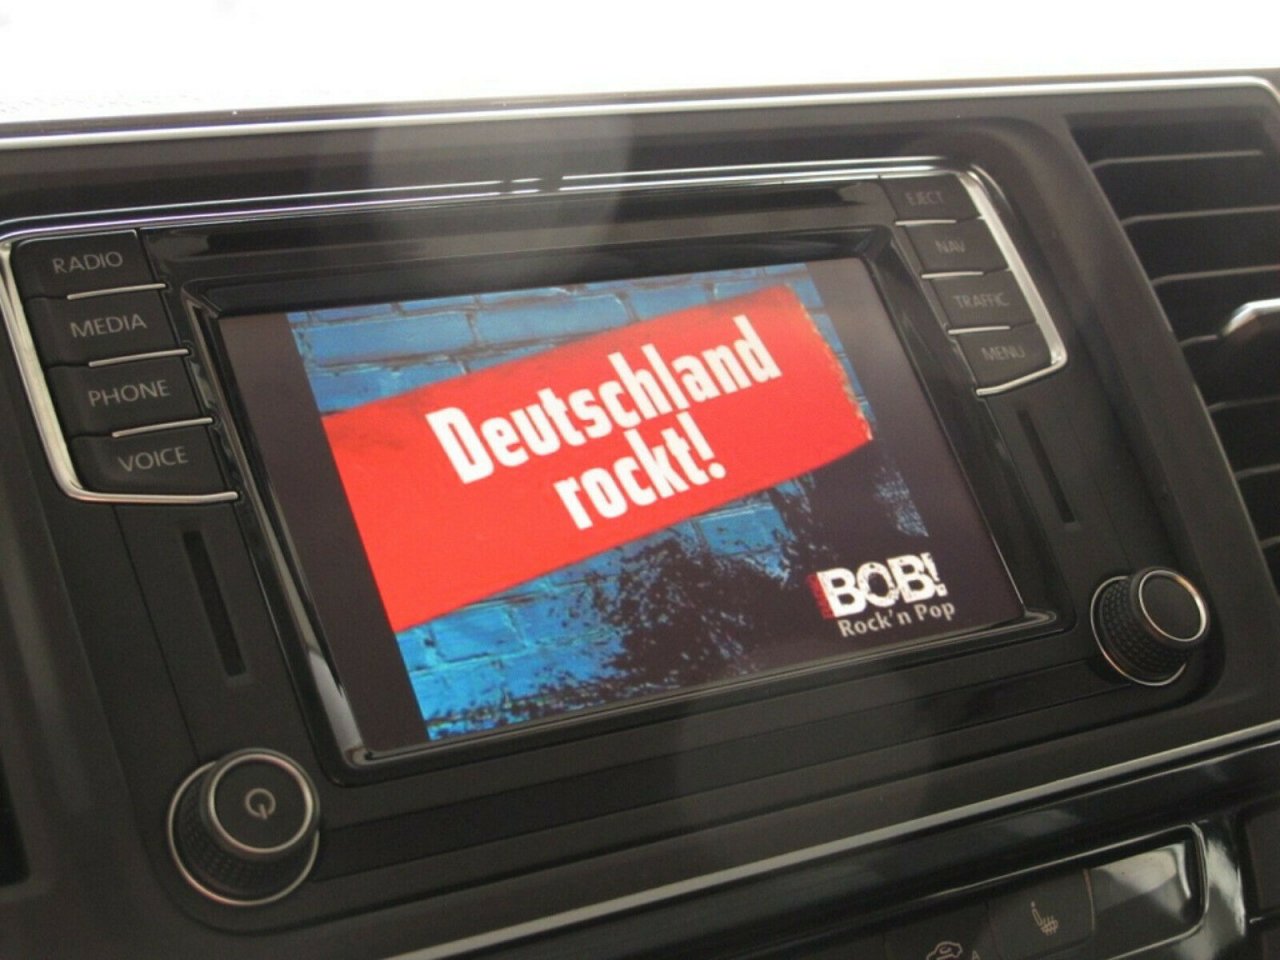 RADIO
MEDIA
PHONE
VOICE
EJECT
NAV
TRAFFIC
MENU
Deutschland
rockt!
BOB!
Rock'n Pop
A